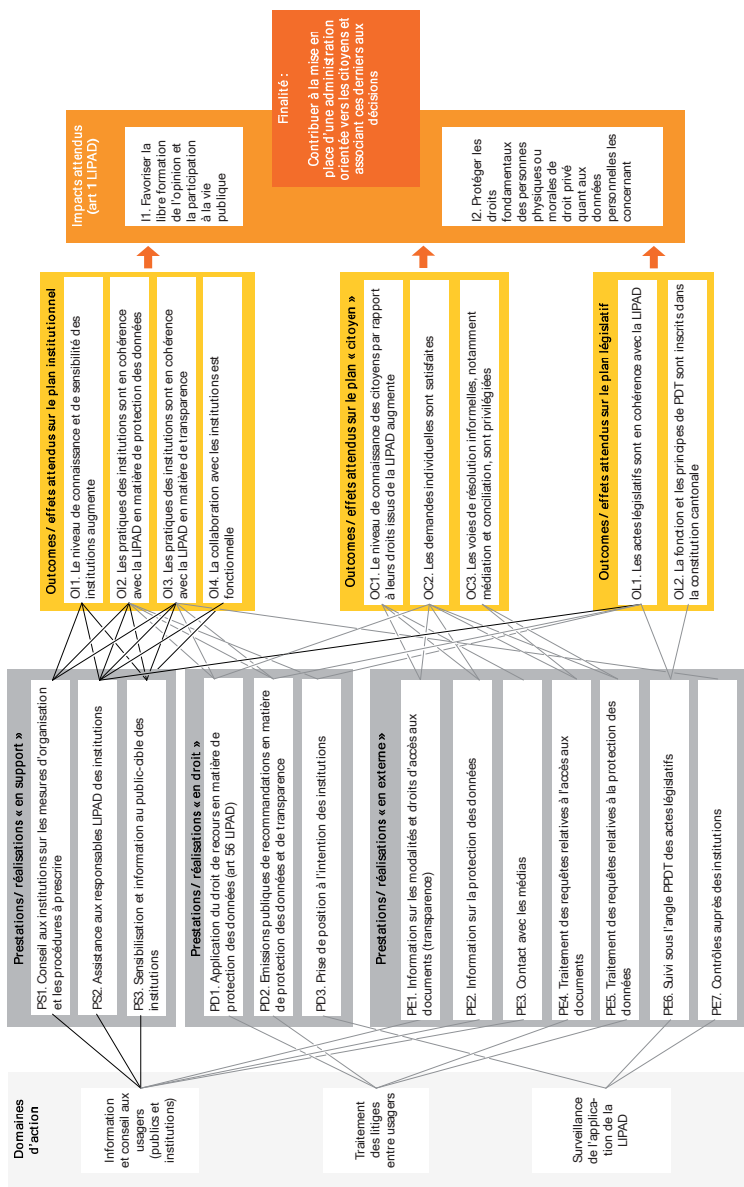 Domaines
d'action
Information
et conseil aux
usagers
(publics et
institutions)
Traitement
des litiges
entre usagers
Surveillance
de l'applica-
tion de la
LIPAD
Prestations/ réalisations « en support »
PS1. Conseil aux institutions sur les mesures d'organisation
et les procédures à prescrire
PS2. Assistance aux responsables LIPAD des institutions
PS3. Sensibilisation et information au public-cible des
institutions
Prestations/ réalisations « en droit »
PD1. Application du droit de recours en matière de
protection des données (art 56 LIPAD)
PD2. Emissions publiques de recommandations en matière
de protection des données et de transparence
PD3. Prise de position à l'intention des institutions
Prestations/ réalisations « en externe »
PE1. Information sur les modalités et droits d'accès aux
documents (transparence)
PE2. Information sur la protection des données
PE3. Contact avec les médias
PE4. Traitement des requêtes relatives à l'accès aux
documents
PE5. Traitement des requêtes relatives à la protection des
données
PE6. Suivi sous l'angle PPDT des actes législatifs
PE7. Contrôles auprès des institutions
Outcomes / effets attendus sur le plan institutionnel
OI1. Le niveau de connaissance et de sensibilité des
institutions augmente
OI2. Les pratiques des institutions sont en cohérence
avec la LIPAD en matière de protection des données
OI3. Les pratiques des institutions sont en cohérence
avec la LIPAD en matière de transparence
OI4. La collaboration avec les institutions est
fonctionnelle
Outcomes / effets attendus sur le plan « citoyen »
OC1. Le niveau de connaissance des citoyens par rapport
à leurs droits issus de la LIPAD augmente
OC2. Les demandes individuelles sont satisfaites
OC3. Les voies de résolution informelles, notamment
médiation et conciliation, sont privilégiées
Outcomes / effets attendus sur le plan législatif
OL1. Les actes législatifs sont en cohérence avec la LIPAD
OL2. La fonction et les principes de PDT sont inscrits dans
la constitution cantonale
Impacts attendus
(art 1 LIPAD)
I1. Favoriser la
libre formation
de l'opinion et
la participation
à la vie
publique
I2. Protéger les
droits
fondamentaux
des personnes
physiques ou
morales de
droit privé
quant aux
données
personnelles les
concernant
Finalité :
Contribuer à la mise en
place d'une administration
orientée vers les citoyens et
associant ces derniers aux
décisions